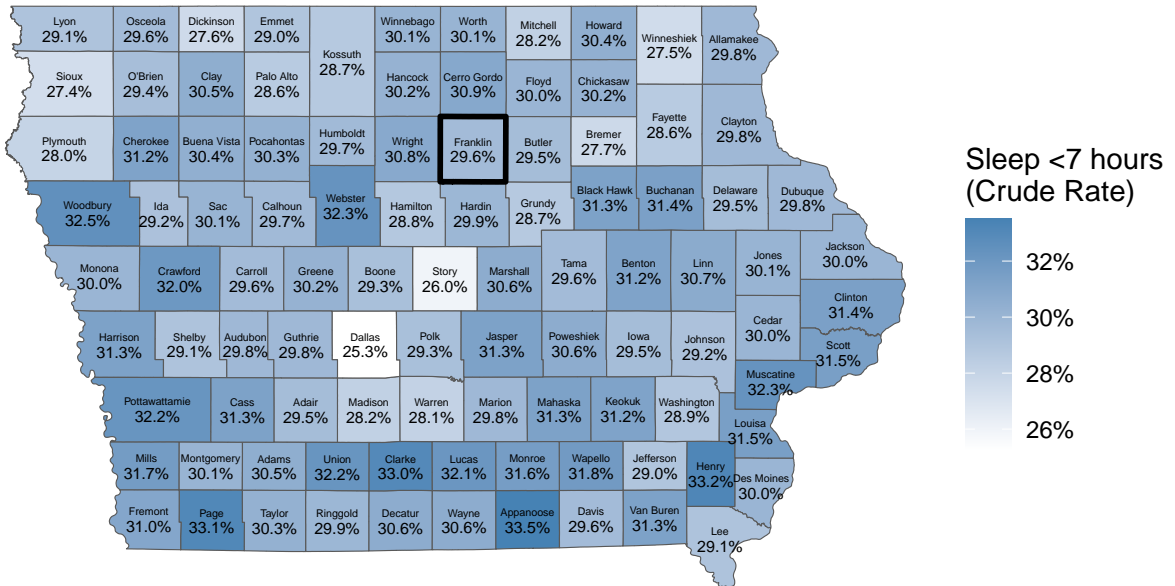 Lyon Osceola Dickinson Emmet Winnebago Worth Mitchell Howard Winneshiek Allamakee
29.1% 29.6% 27.6% 29.0% 30.1% 30.1% 28.2% 30.4% 27.5% 29.8%
Kossuth
28.7%
Sioux O'Brien Clay Palo Alto Hancock Cerro Gordo Floyd Chickasaw
27.4% 29.4% 30.5% 28.6% 30.2% 30.9% 30.0% 30.2%
Fayette Clayton
28.6% 29.8%
Plymouth Cherokee Buena Vista Pocahontas Humboldt Wright Franklin Butler Bremer
28.0% 31.2% 30.4% 30.3% 29.7% 30.8% 29.6% 29.5% 27.7%
Sleep <7 hours
(Crude Rate)
Woodbury Ida Sac Calhoun Webster Hamilton Hardin Grundy Black Hawk Buchanan Delaware Dubuque
32.5% 29.2% 30.1% 29.7% 32.3% 28.8% 29.9% 28.7% 31.3% 31.4% 29.5% 29.8%
32%
30%
28%
26%
Monona Crawford Carroll Greene Boone Story Marshall Tama Benton Linn Jones Jackson
30.0% 32.0% 29.6% 30.2% 29.3% 26.0% 30.6% 29.6% 31.2% 30.7% 30.1% 30.0%
Clinton
31.4%
Harrison Shelby Audubon Guthrie Dallas Polk Jasper Poweshiek Iowa Johnson Cedar Scott
31.3% 29.1% 29.8% 29.8% 25.3% 29.3% 31.3% 30.6% 29.5% 29.2% 30.0% 31.5%
Muscatine
32.3%
Pottawattamie Cass Adair Madison Warren Marion Mahaska Keokuk Washington
32.2% 31.3% 29.5% 28.2% 28.1% 29.8% 31.3% 31.2% 28.9%
Louisa
31.5%
Mills Montgomery Adams Union Clarke Lucas Monroe Wapello Jefferson Henry Des Moines
31.7% 30.1% 30.5% 32.2% 33.0% 32.1% 31.6% 31.8% 29.0% 33.2% 30.0%
Fremont Page Taylor Ringgold Decatur Wayne Appanoose Davis Van Buren
31.0% 33.1% 30.3% 29.9% 30.6% 30.6% 33.5% 29.6% 31.3%
Lee
29.1%